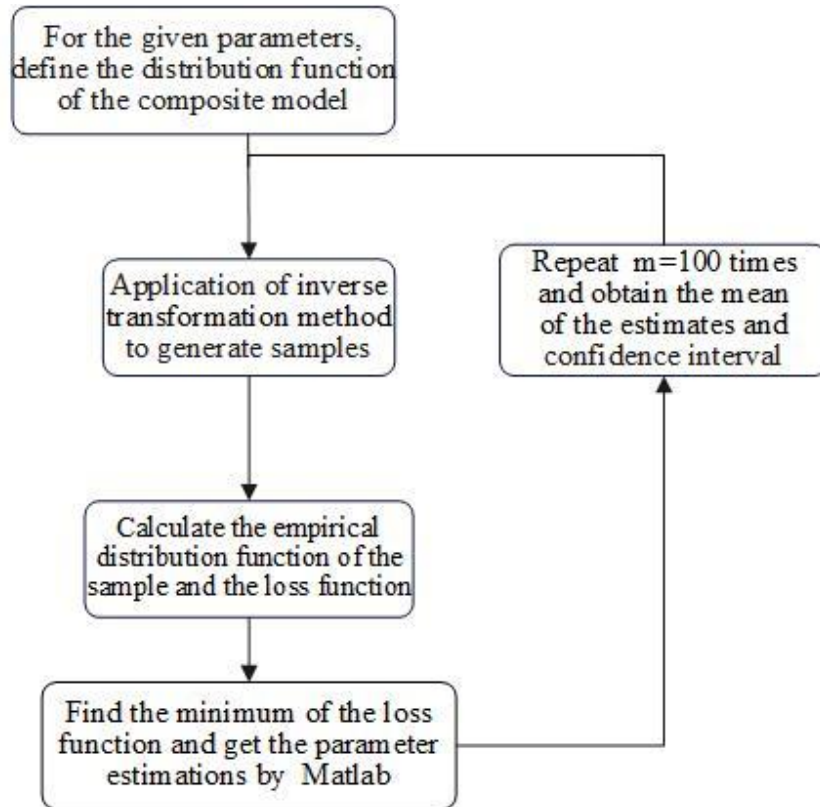 For the given parameters,
define the distribution function
of the composite model
Application of inverse
transformation method
to generate samples
Calculate the empirical
distribution function of the
sample and the loss function
Find the minimum of the loss
function and get the parameter
estimations by Matlab
Repeat m=100 times
and obtain the mean
of the estimates and
confidence interval